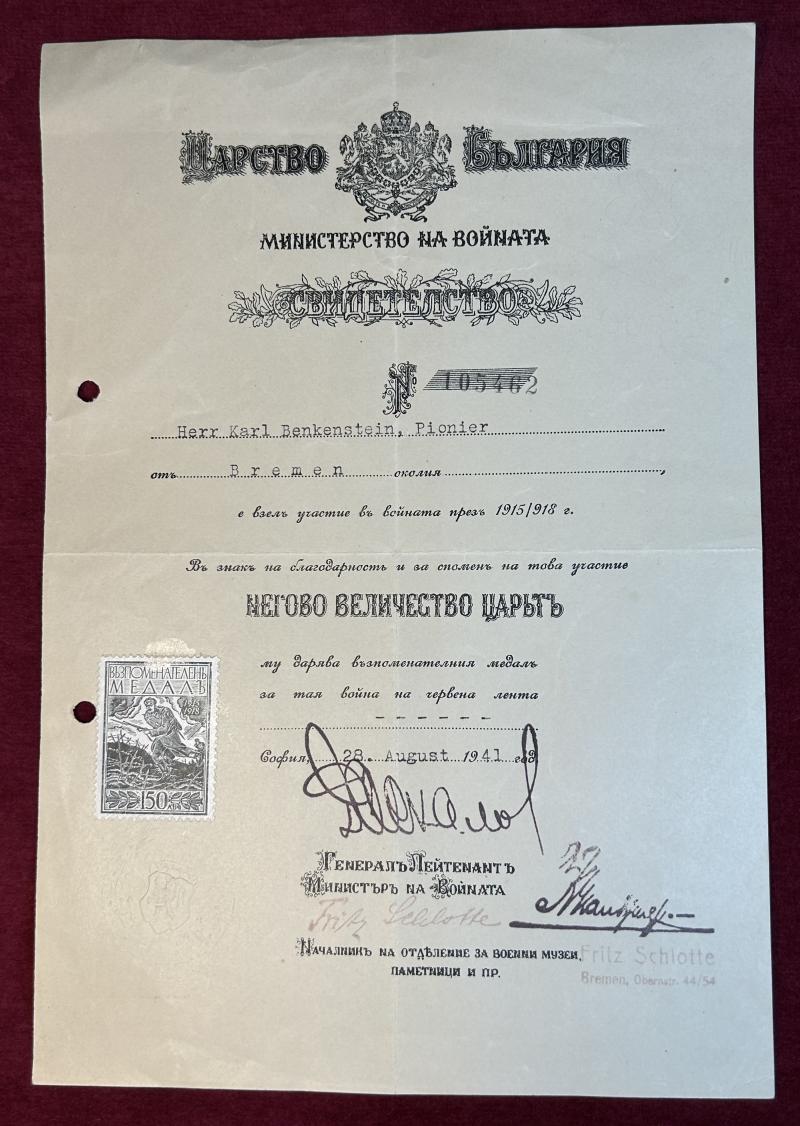 Царство България
Министерство на войната
Свидетелство
№ 105462
Herr Karl Benkenstein, Pionier
отъ Bremen околия ,
е взелъ участие въ войната презъ 1915/918 г.
Въ знакъ на благодарность и за споменъ на това участие
Негово Величество Царьтъ
му дарява възпоменателния медалъ
за тая война на червена лента
------
ВЪЗПОМЕНАТЕЛЕНЪ
МЕДАЛЪ
1915
1918
150 лв
София, 28. August 1941 год.
Генералъ Лейтенантъ
Министъръ на Войната
Fritz Schlotte
Началникъ на отдѣление за военни музеи,
паметници и пр.
Fritz Schlotte
Bremen, Obernstr. 44/54